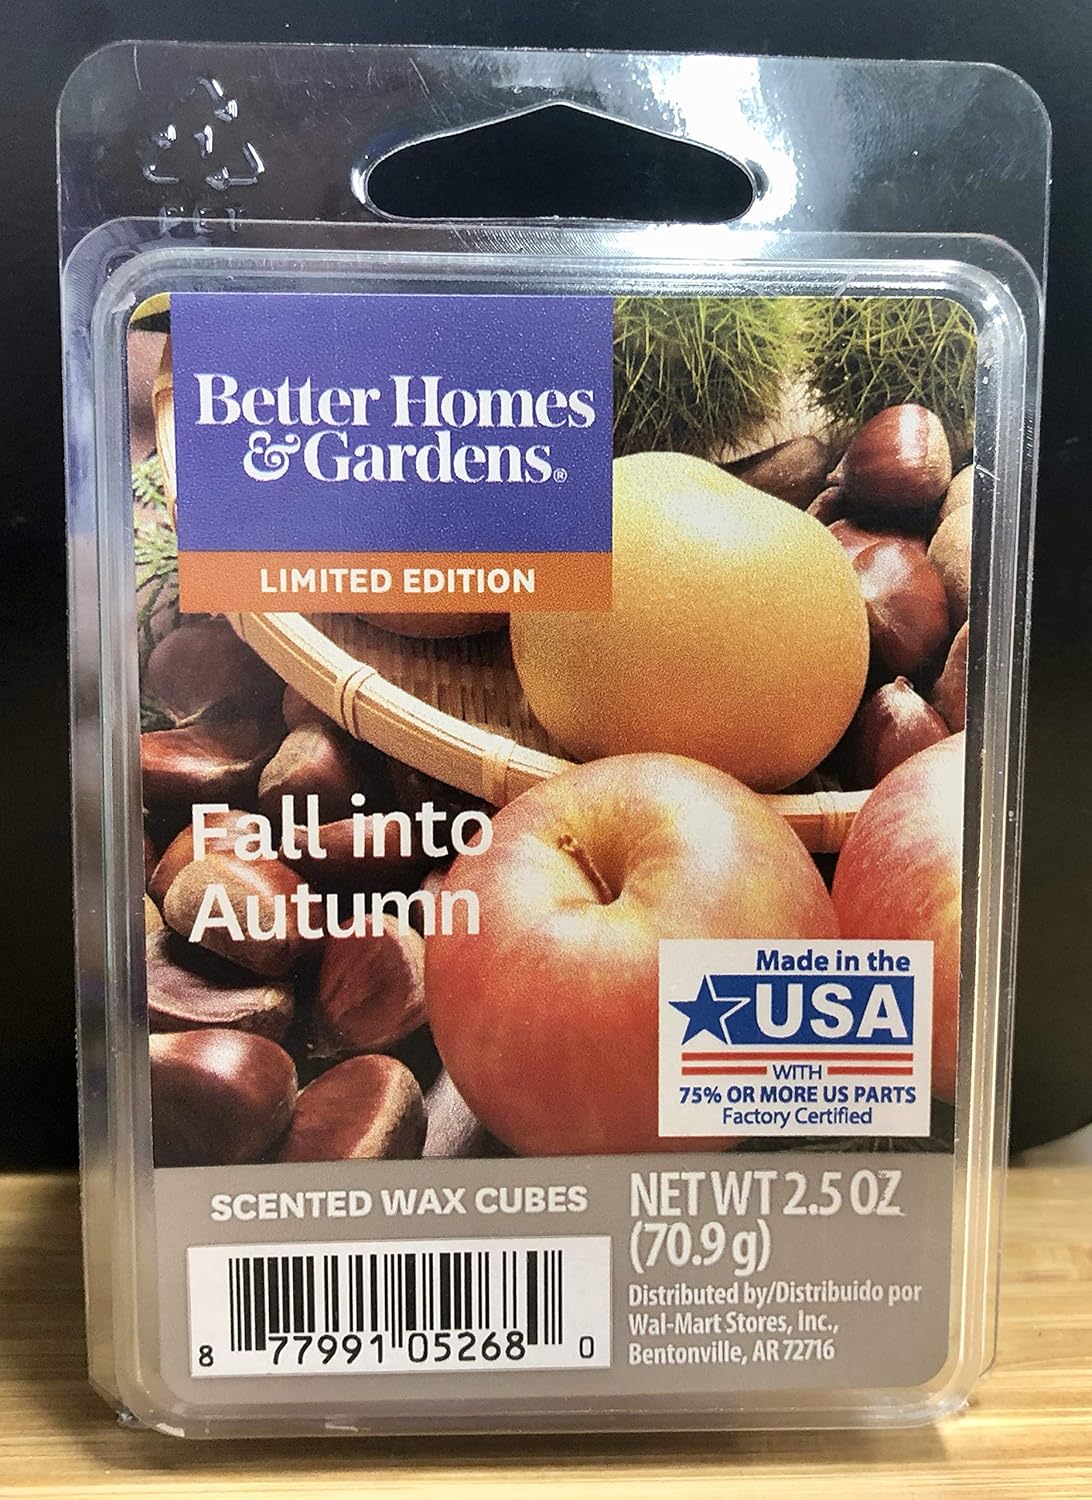 PET
Better Homes
& Gardens®
LIMITED EDITION
Fall into
Autumn
Made in the
USA
WITH
75% OR MORE US PARTS
Factory Certified
SCENTED WAX CUBES
NET WT 2.5 OZ
(70.9 g)
Distributed by/Distribuido por
Wal-Mart Stores, Inc.,
Bentonville, AR 72716
8 77991 05268 0